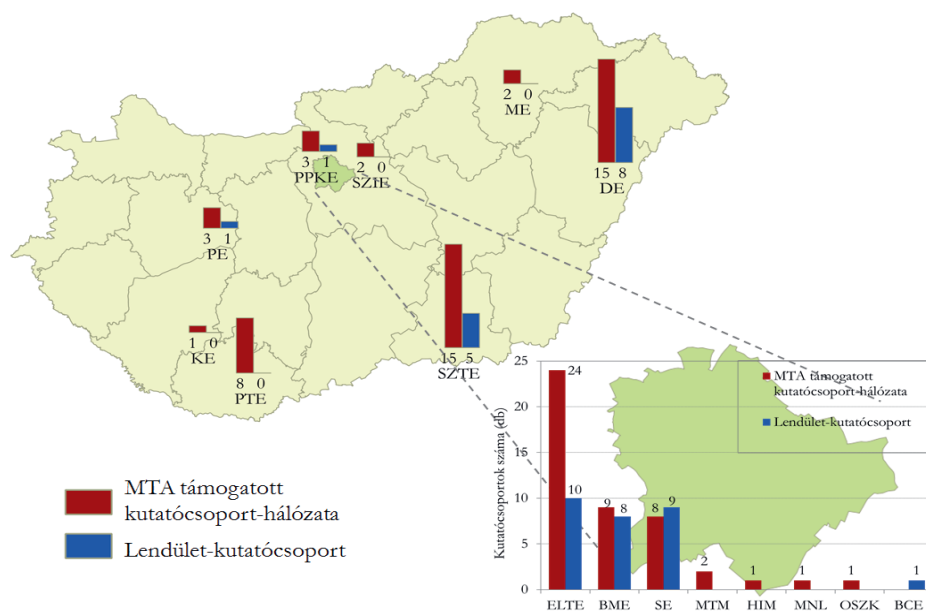 2 0
ME
15 8
DE
3 1
PPKE
2 0
SZIE
3 1
PE
1 0
KE
8 0
PTE
15 5
SZTE
MTA támogatott
kutatócsoport-hálózata
Lendület-kutatócsoport
Kutatócsoportok száma (db)
25
20
15
10
5
0
MTA támogatott
kutatócsoport-hálózata
Lendület-kutatócsoport
24
10
9
8
8
9
2
1
1
1
1
ELTE BME SE MTM HIM MNL OSZK BCE